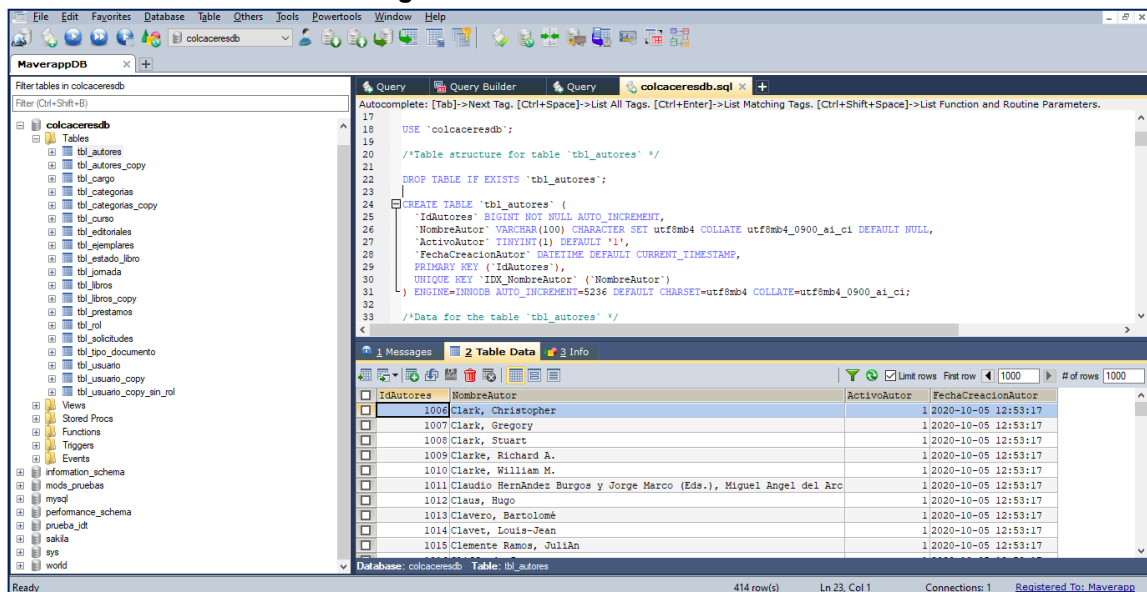 File Edit Favorites Database Table Others Tools Powertools Window Help
colcaceresdb
MaverappDB
Filter tables in colcaceresdb
Filter (Ctrl+Shift+B)
colcaceresdb
Tables
tbl_autores
tbl_autores_copy
tbl_cargo
tbl_categorias
tbl_categorias_copy
tbl_curso
tbl_editoriales
tbl_ejemplares
tbl_estado_libro
tbl_jornada
tbl_libros
tbl_libros_copy
tbl_prestamos
tbl_rol
tbl_solicitudes
tbl_tipo_documento
tbl_usuario
tbl_usuario_copy
tbl_usuario_copy_sin_rol
Views
Stored Procs
Functions
Triggers
Events
information_schema
mods_pruebas
mysql
performance_schema
prueba_idt
sakila
sys
world
Query Query Builder Query colcaceresdb.sql
Autocomplete: [Tab]->Next Tag. [Ctrl+Space]->List All Tags. [Ctrl+Enter]->List Matching Tags. [Ctrl+Shift+Space]->List Function and Routine Parameters.
17
18 USE `colcaceresdb`;
19
20 /*Table structure for table `tbl_autores` */
21
22 DROP TABLE IF EXISTS `tbl_autores`;
23
24 CREATE TABLE `tbl_autores` (
25 `IdAutores` BIGINT NOT NULL AUTO_INCREMENT,
26 `NombreAutor` VARCHAR(100) CHARACTER SET utf8mb4 COLLATE utf8mb4_0900_ai_ci DEFAULT NULL,
27 `ActivoAutor` TINYINT(1) DEFAULT '1',
28 `FechaCreacionAutor` DATETIME DEFAULT CURRENT_TIMESTAMP,
29 PRIMARY KEY (`IdAutores`),
30 UNIQUE KEY `IDX_NombreAutor` (`NombreAutor`)
31 ) ENGINE=INNODB AUTO_INCREMENT=5236 DEFAULT CHARSET=utf8mb4 COLLATE=utf8mb4_0900_ai_ci;
32
33 /*Data for the table `tbl_autores` */
1 Messages 2 Table Data 3 Info
Limit rows First row 1000 # of rows 1000
IdAutores NombreAutor ActivoAutor FechaCreacionAutor
1006 Clark, Christopher 1 2020-10-05 12:53:17
1007 Clark, Gregory 1 2020-10-05 12:53:17
1008 Clark, Stuart 1 2020-10-05 12:53:17
1009 Clarke, Richard A. 1 2020-10-05 12:53:17
1010 Clarke, William M. 1 2020-10-05 12:53:17
1011 Claudio HernAndez Burgos y Jorge Marco (Eds.), Miguel Angel del Arc 1 2020-10-05 12:53:17
1012 Claus, Hugo 1 2020-10-05 12:53:17
1013 Clavero, Bartolomé 1 2020-10-05 12:53:17
1014 Clavet, Louis-Jean 1 2020-10-05 12:53:17
1015 Clemente Ramos, JuliAn 1 2020-10-05 12:53:17
Database: colcaceresdb Table: tbl_autores
Ready 414 row(s) Ln 23, Col 1 Connections: 1 Registered To: Maverapp